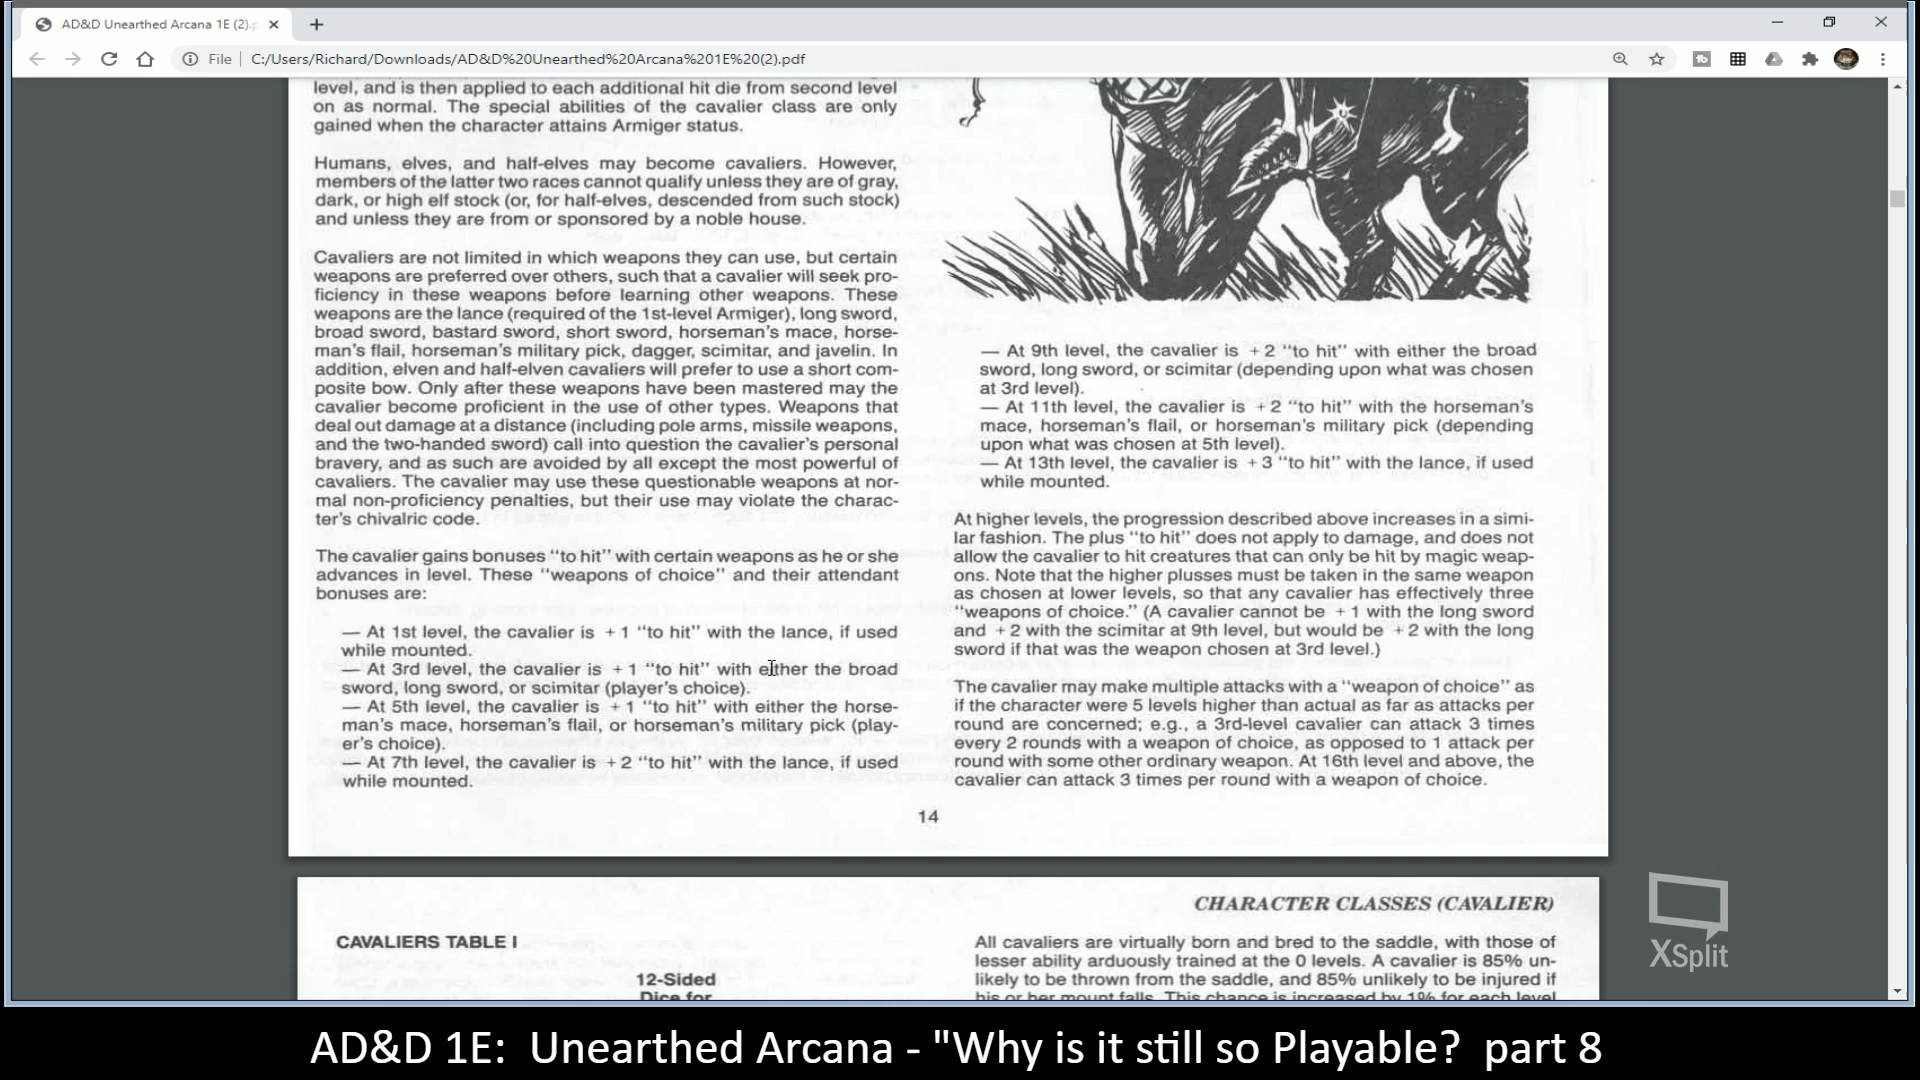 AD&D Unearthed Arcana 1E (2).p
File
C:/Users/Richard/Downloads/AD&D%20Unearthed%20Arcana%201E%20(2).pdf
level, and is then applied to each additional hit die from second level
on as normal. The special abilities of the cavalier class are only
gained when the character attains Armiger status.
Humans, elves, and half-elves may become cavaliers. However,
members of the latter two races cannot qualify unless they are of gray,
dark, or high elf stock (or, for half-elves, descended from such stock)
and unless they are from or sponsored by a noble house.
Cavaliers are not limited in which weapons they can use, but certain
weapons are preferred over others, such that a cavalier will seek pro-
ficiency in these weapons before learning other weapons. These
weapons are the lance (required of the 1st-level Armiger), long sword,
broad sword, bastard sword, short sword, horseman's mace, horse-
man's flail, horseman's military pick, dagger, scimitar, and javelin. In
addition, elven and half-elven cavaliers will prefer to use a short com-
posite bow. Only after these weapons have been mastered may the
cavalier become proficient in the use of other types. Weapons that
deal out damage at a distance (including pole arms, missile weapons,
and the two-handed sword) call into question the cavalier's personal
bravery, and as such are avoided by all except the most powerful of
cavaliers. The cavalier may use these questionable weapons at nor-
mal non-proficiency penalties, but their use may violate the charac-
ter's chivalric code.
The cavalier gains bonuses "to hit" with certain weapons as he or she
advances in level. These "weapons of choice" and their attendant
bonuses are:
— At 1st level, the cavalier is +1 "to hit" with the lance, if used
while mounted.
— At 3rd level, the cavalier is +1 "to hit" with either the broad
sword, long sword, or scimitar (player's choice).
— At 5th level, the cavalier is +1 "to hit" with either the horse-
man's mace, horseman's flail, or horseman's military pick (play-
er's choice).
— At 7th level, the cavalier is +2 "to hit" with the lance, if used
while mounted.
— At 9th level, the cavalier is +2 "to hit" with either the broad
sword, long sword, or scimitar (depending upon what was chosen
at 3rd level).
— At 11th level, the cavalier is +2 "to hit" with the horseman's
mace, horseman's flail, or horseman's military pick (depending
upon what was chosen at 5th level).
— At 13th level, the cavalier is +3 "to hit" with the lance, if used
while mounted.
At higher levels, the progression described above increases in a simi-
lar fashion. The plus "to hit" does not apply to damage, and does not
allow the cavalier to hit creatures that can only be hit by magic weap-
ons. Note that the higher plusses must be taken in the same weapon
as chosen at lower levels, so that any cavalier has effectively three
"weapons of choice." (A cavalier cannot be +1 with the long sword
and +2 with the scimitar at 9th level, but would be +2 with the long
sword if that was the weapon chosen at 3rd level.)
The cavalier may make multiple attacks with a "weapon of choice" as
if the character were 5 levels higher than actual as far as attacks per
round are concerned; e.g., a 3rd-level cavalier can attack 3 times
every 2 rounds with a weapon of choice, as opposed to 1 attack per
round with some other ordinary weapon. At 16th level and above, the
cavalier can attack 3 times per round with a weapon of choice.
14
CHARACTER CLASSES (CAVALIER)
CAVALIERS TABLE I
12-Sided
Dice for
All cavaliers are virtually born and bred to the saddle, with those of
lesser ability arduously trained at the 0 levels. A cavalier is 85% un-
likely to be thrown from the saddle, and 85% unlikely to be injured if
his or her mount falls. This chance is increased by 1% for each level
XSplit
AD&D 1E: Unearthed Arcana - "Why is it still so Playable? part 8